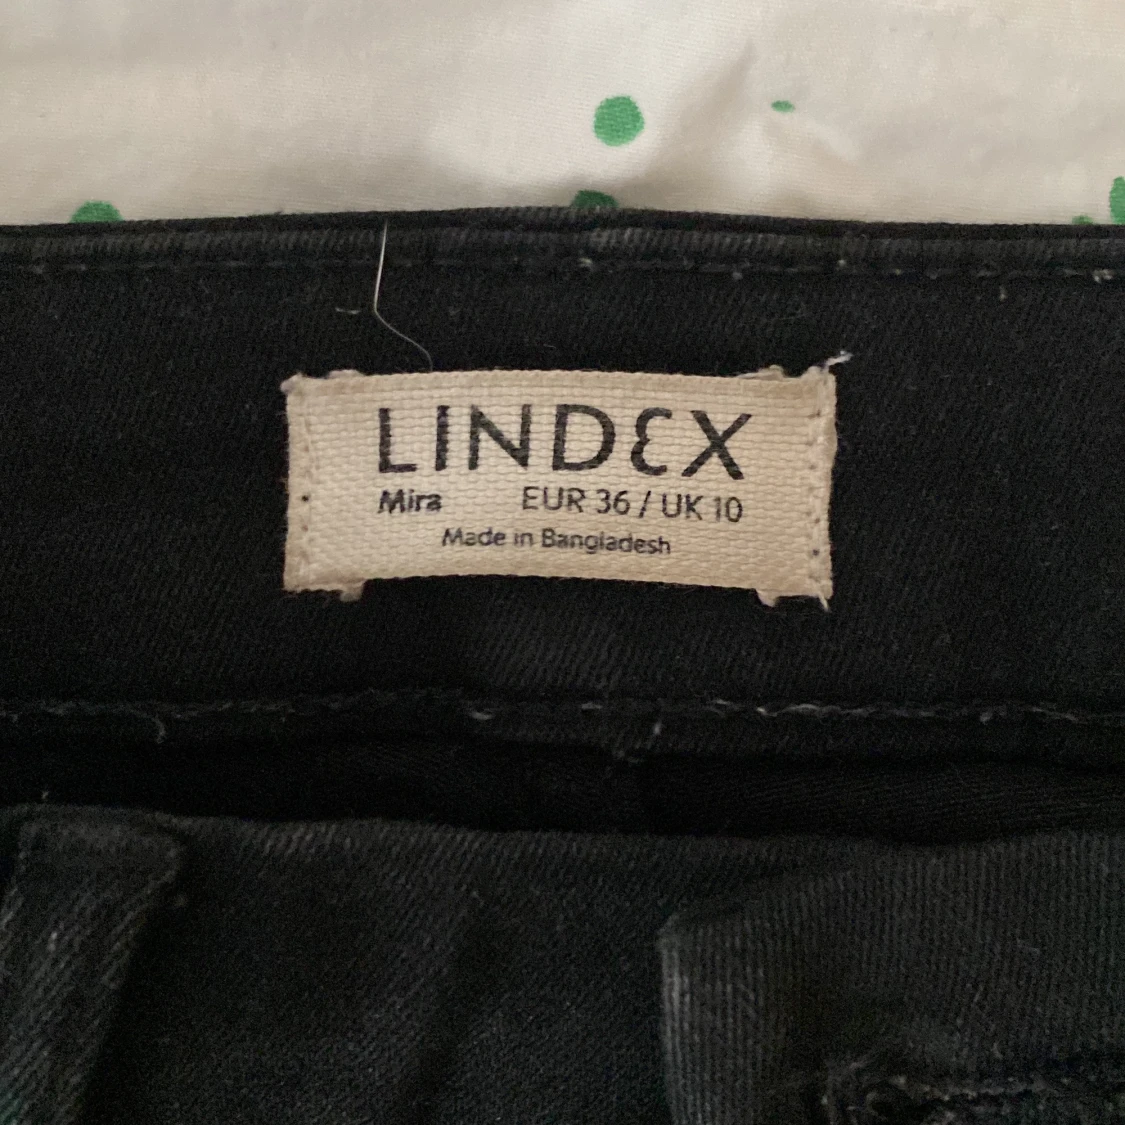 LINDEX
Mira EUR 36 / UK 10
Made in Bangladesh